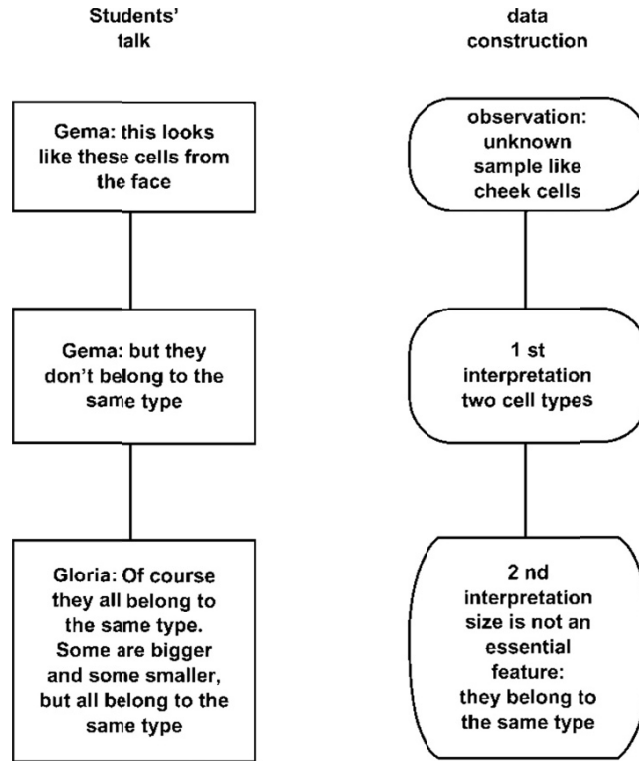 Students’
talk
Gema: this looks
like these cells from
the face
Gema: but they
don’t belong to the
same type
Gloria: Of course
they all belong to
the same type.
Some are bigger
and some smaller,
but all belong to the
same type
data
construction
observation:
unknown
sample like
cheek cells
1 st
interpretation
two cell types
2 nd
interpretation
size is not an
essential
feature:
they belong to
the same type